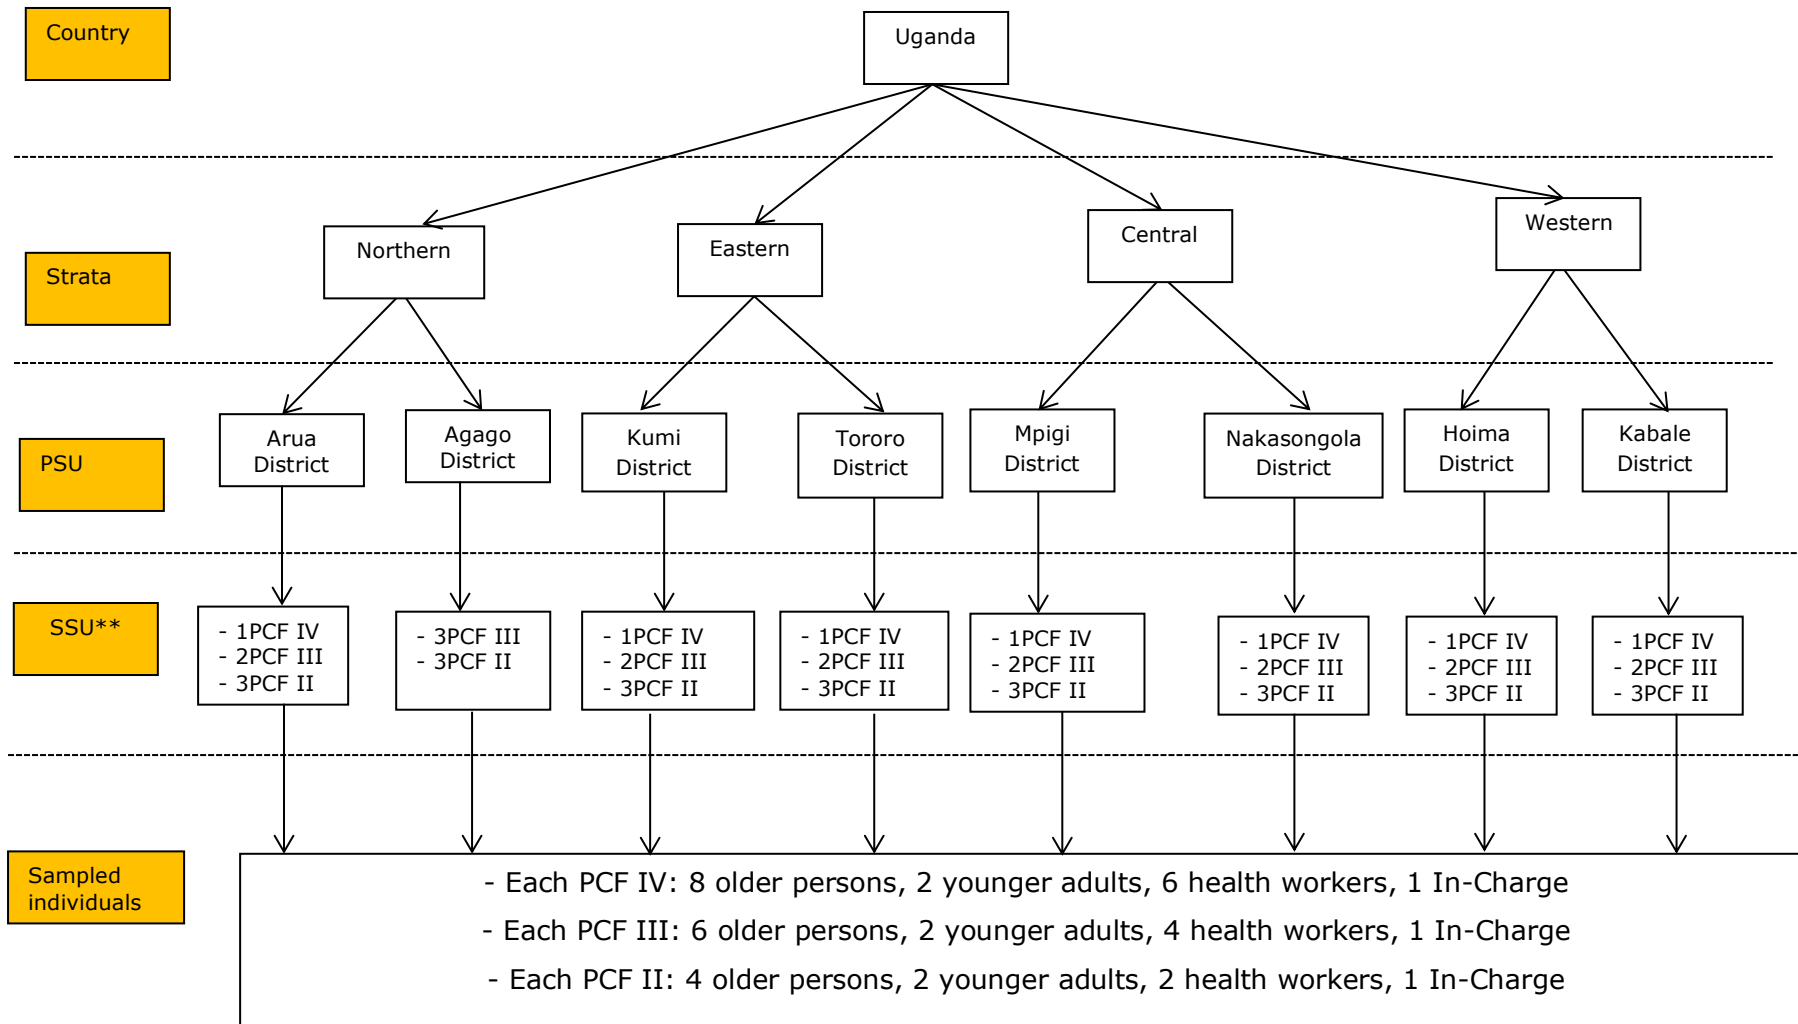 Country
Uganda
Strata
Northern
Eastern
Central
Western
PSU
Arua
District
Agago
District
Kumi
District
Tororo
District
Mpigi
District
Nakasongola
District
Hoima
District
Kabale
District
SSU**
- 1PCF IV
- 2PCF III
- 3PCF II
- 3PCF III
- 3PCF II
- 1PCF IV
- 2PCF III
- 3PCF II
- 1PCF IV
- 2PCF III
- 3PCF II
- 1PCF IV
- 2PCF III
- 3PCF II
- 1PCF IV
- 2PCF III
- 3PCF II
- 1PCF IV
- 2PCF III
- 3PCF II
- 1PCF IV
- 2PCF III
- 3PCF II
Sampled
individuals
- Each PCF IV: 8 older persons, 2 younger adults, 6 health workers, 1 In-Charge
- Each PCF III: 6 older persons, 2 younger adults, 4 health workers, 1 In-Charge
- Each PCF II: 4 older persons, 2 younger adults, 2 health workers, 1 In-Charge